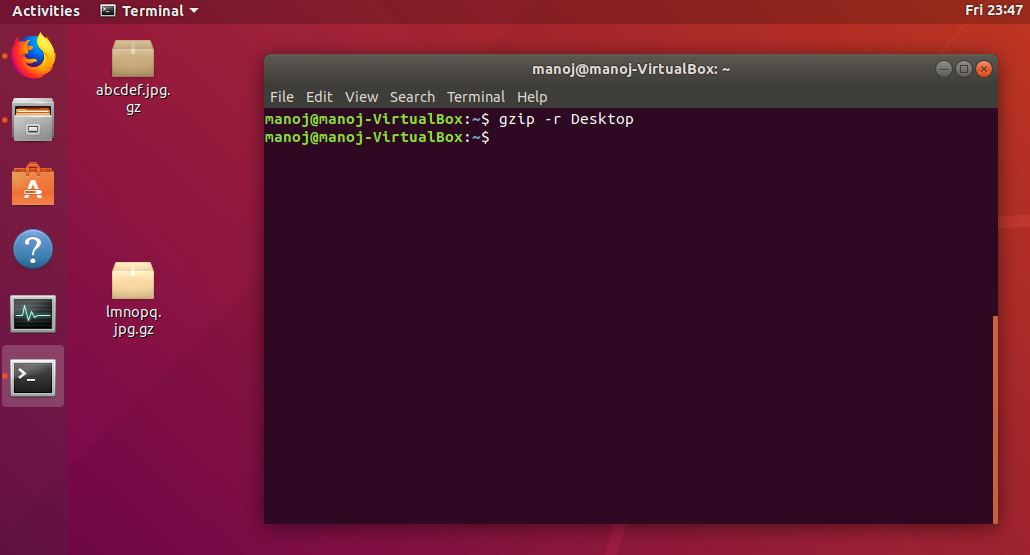 Activities Terminal Fri 23:47
abcdef.jpg.
gz
lmnopq.
jpg.gz
manoj@manoj-VirtualBox: ~
File Edit View Search Terminal Help
manoj@manoj-VirtualBox:~$ gzip -r Desktop
manoj@manoj-VirtualBox:~$